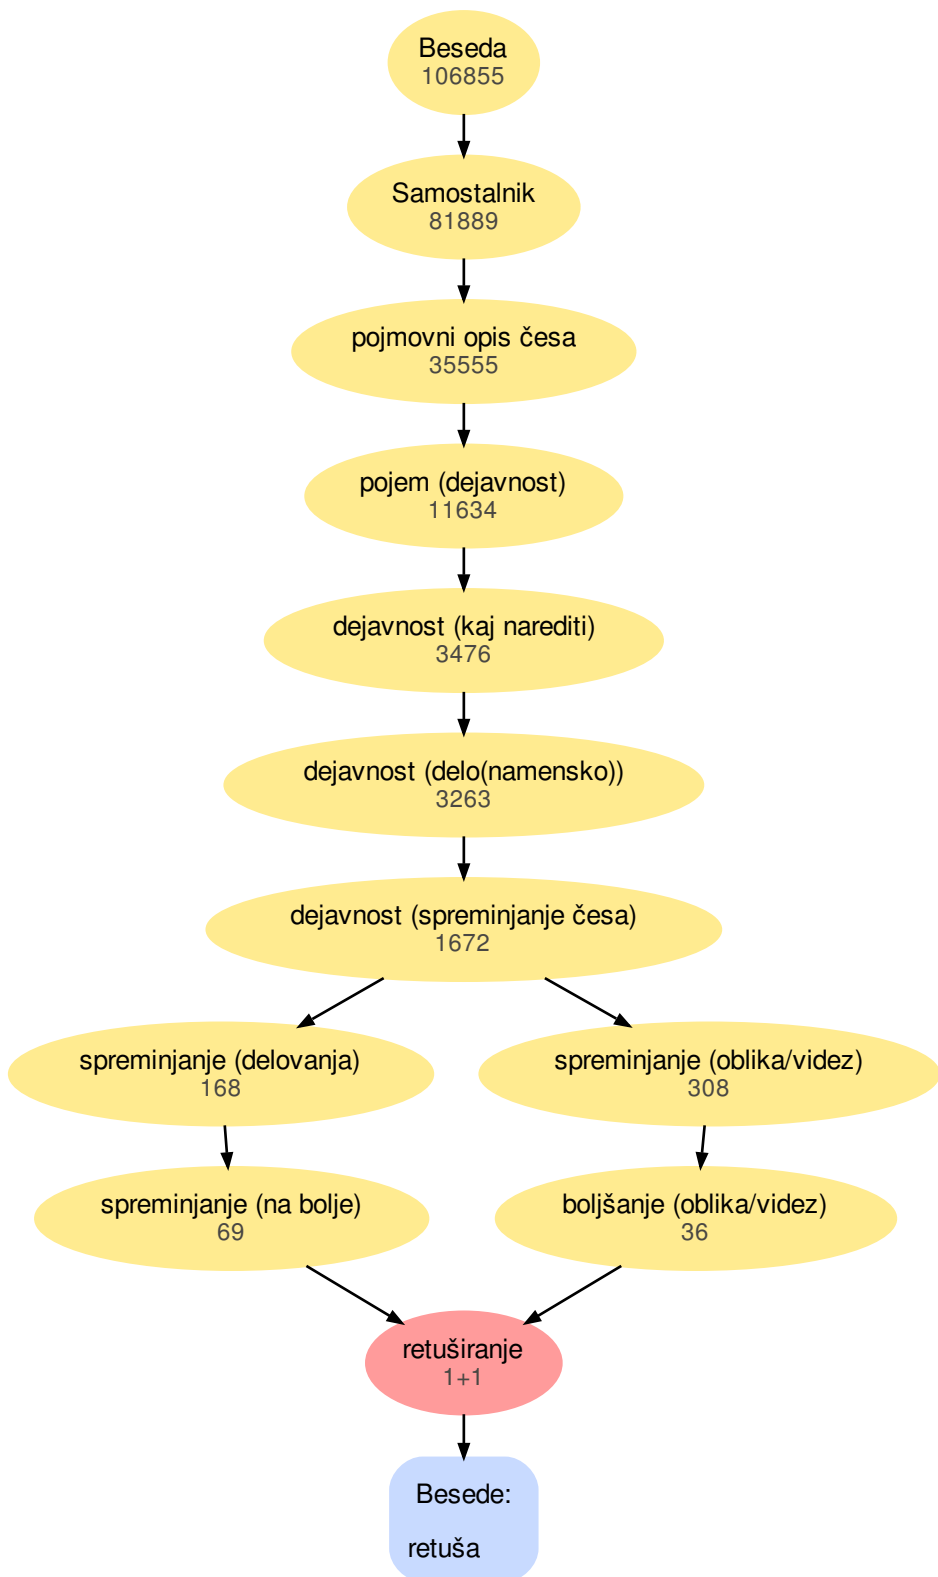 Beseda
106855
Samostalnik
81889
pojmovni opis česa
35555
pojem (dejavnost)
11634
dejavnost (kaj narediti)
3476
dejavnost (delo(namensko))
3263
dejavnost (spreminjanje česa)
1672
spreminjanje (delovanja)
168
spreminjanje (oblika/videz)
308
spreminjanje (na bolje)
69
boljšanje (oblika/videz)
36
retuširanje
1+1
Besede:
retuša